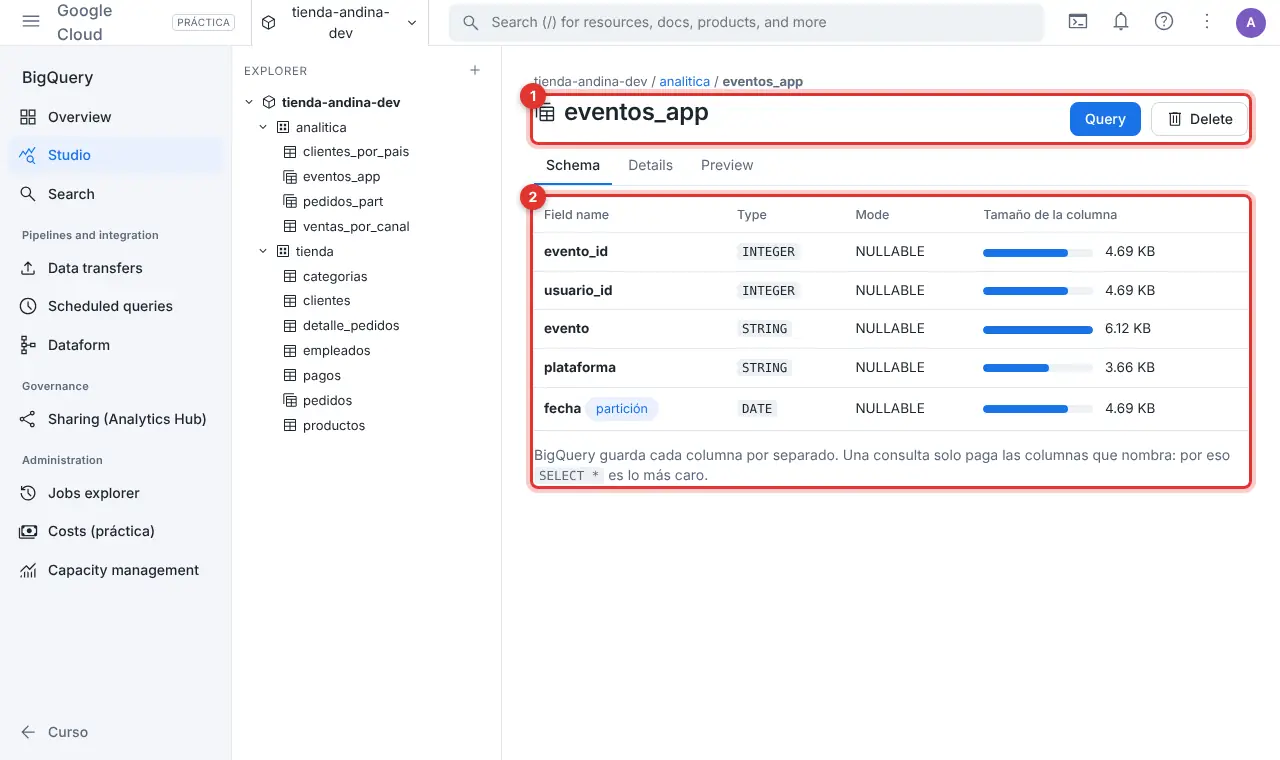 Google Cloud
PRÁCTICA
tienda-andina-dev
Search (/) for resources, docs, products, and more
A
BigQuery
Overview
Studio
Search
Pipelines and integration
Data transfers
Scheduled queries
Dataform
Governance
Sharing (Analytics Hub)
Administration
Jobs explorer
Costs (práctica)
Capacity management
Curso
EXPLORER
tienda-andina-dev
analitica
clientes_por_pais
eventos_app
pedidos_part
ventas_por_canal
tienda
categorias
clientes
detalle_pedidos
empleados
pagos
pedidos
productos
tienda-andina-dev / analitica / eventos_app
1
eventos_app
Query
Delete
Schema Details Preview
2
Field name Type Mode Tamaño de la columna
evento_id INTEGER NULLABLE 4.69 KB
usuario_id INTEGER NULLABLE 4.69 KB
evento STRING NULLABLE 6.12 KB
plataforma STRING NULLABLE 3.66 KB
fecha partición DATE NULLABLE 4.69 KB
BigQuery guarda cada columna por separado. Una consulta solo paga las columnas que nombra: por eso
SELECT * es lo más caro.